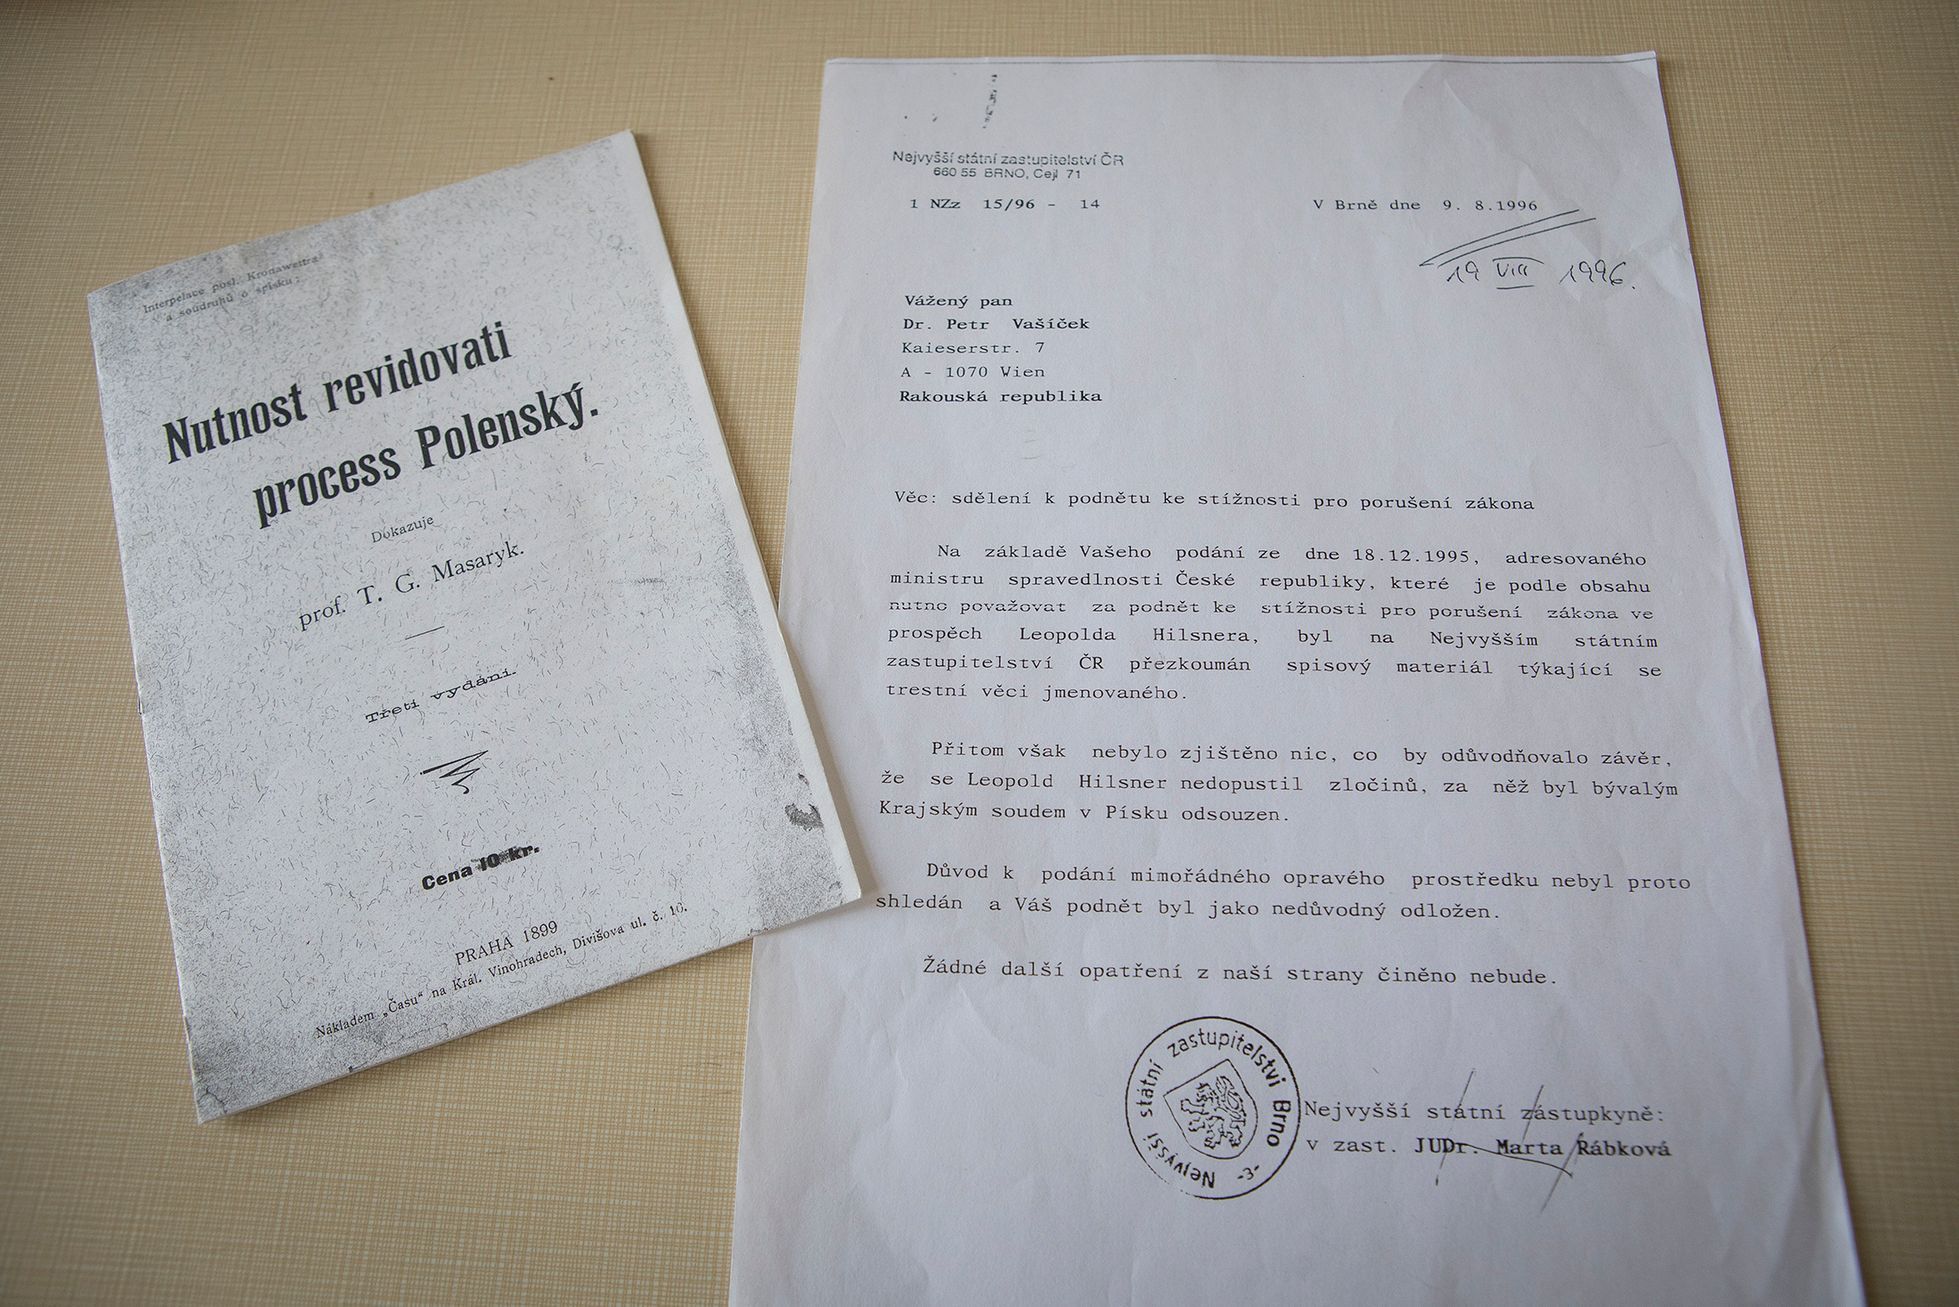 Interpelace posl. Kronawettra
a soudruhů o spisku:
Nutnost revidovati
process Polenský.
Dokazuje
prof. T. G. Masaryk.
Třetí vydání.
Cena 10 kr.
PRAHA 1899
Nákladem „Času“ na Král. Vinohradech, Divišova ul. č. 10.
Nejvyšší státní zastupitelství ČR
660 55 BRNO, Cejl 71
1 NZz 15/96 - 14
V Brně dne 9. 8.1996
19 VIII 1996.
Vážený pan
Dr. Petr Vašíček
Kaieserstr. 7
A - 1070 Wien
Rakouská republika
Věc: sdělení k podnětu ke stížnosti pro porušení zákona
Na základě Vašeho podání ze dne 18.12.1995, adresovaného
ministru spravedlnosti České republiky, které je podle obsahu
nutno považovat za podnět ke stížnosti pro porušení zákona ve
prospěch Leopolda Hilsnera, byl na Nejvyšším státním
zastupitelství ČR přezkoumán spisový materiál týkající se
trestní věci jmenovaného.
Přitom však nebylo zjištěno nic, co by odůvodňovalo závěr,
že se Leopold Hilsner nedopustil zločinů, za něž byl bývalým
Krajským soudem v Písku odsouzen.
Důvod k podání mimořádného opravého prostředku nebyl proto
shledán a Váš podnět byl jako nedůvodný odložen.
Žádné další opatření z naší strany činěno nebude.
Nejvyšší státní zastupitelství Brno
-3-
Nejvyšší státní zástupkyně:
v zast. JUDr. Marta Řábková